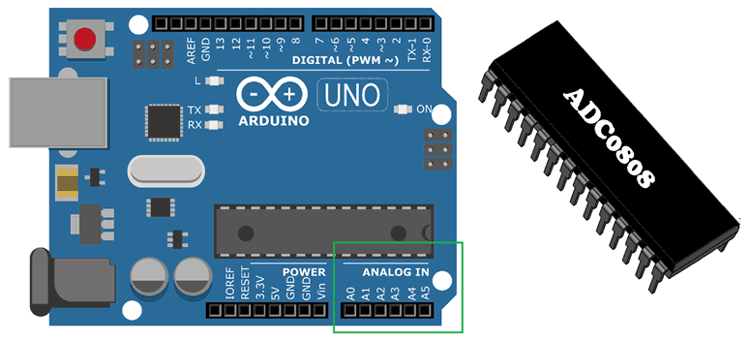 AREF
GND
13
12
~11
~10
~9
8
7
~6
~5
4
~3
2
TX-1
RX-0
DIGITAL (PWM ~)
L
TX
RX
ARDUINO
UNO
ON
ADC0808
POWER
ANALOG IN
IOREF
RESET
3.3V
5V
GND
GND
Vin
A0
A1
A2
A3
A4
A5